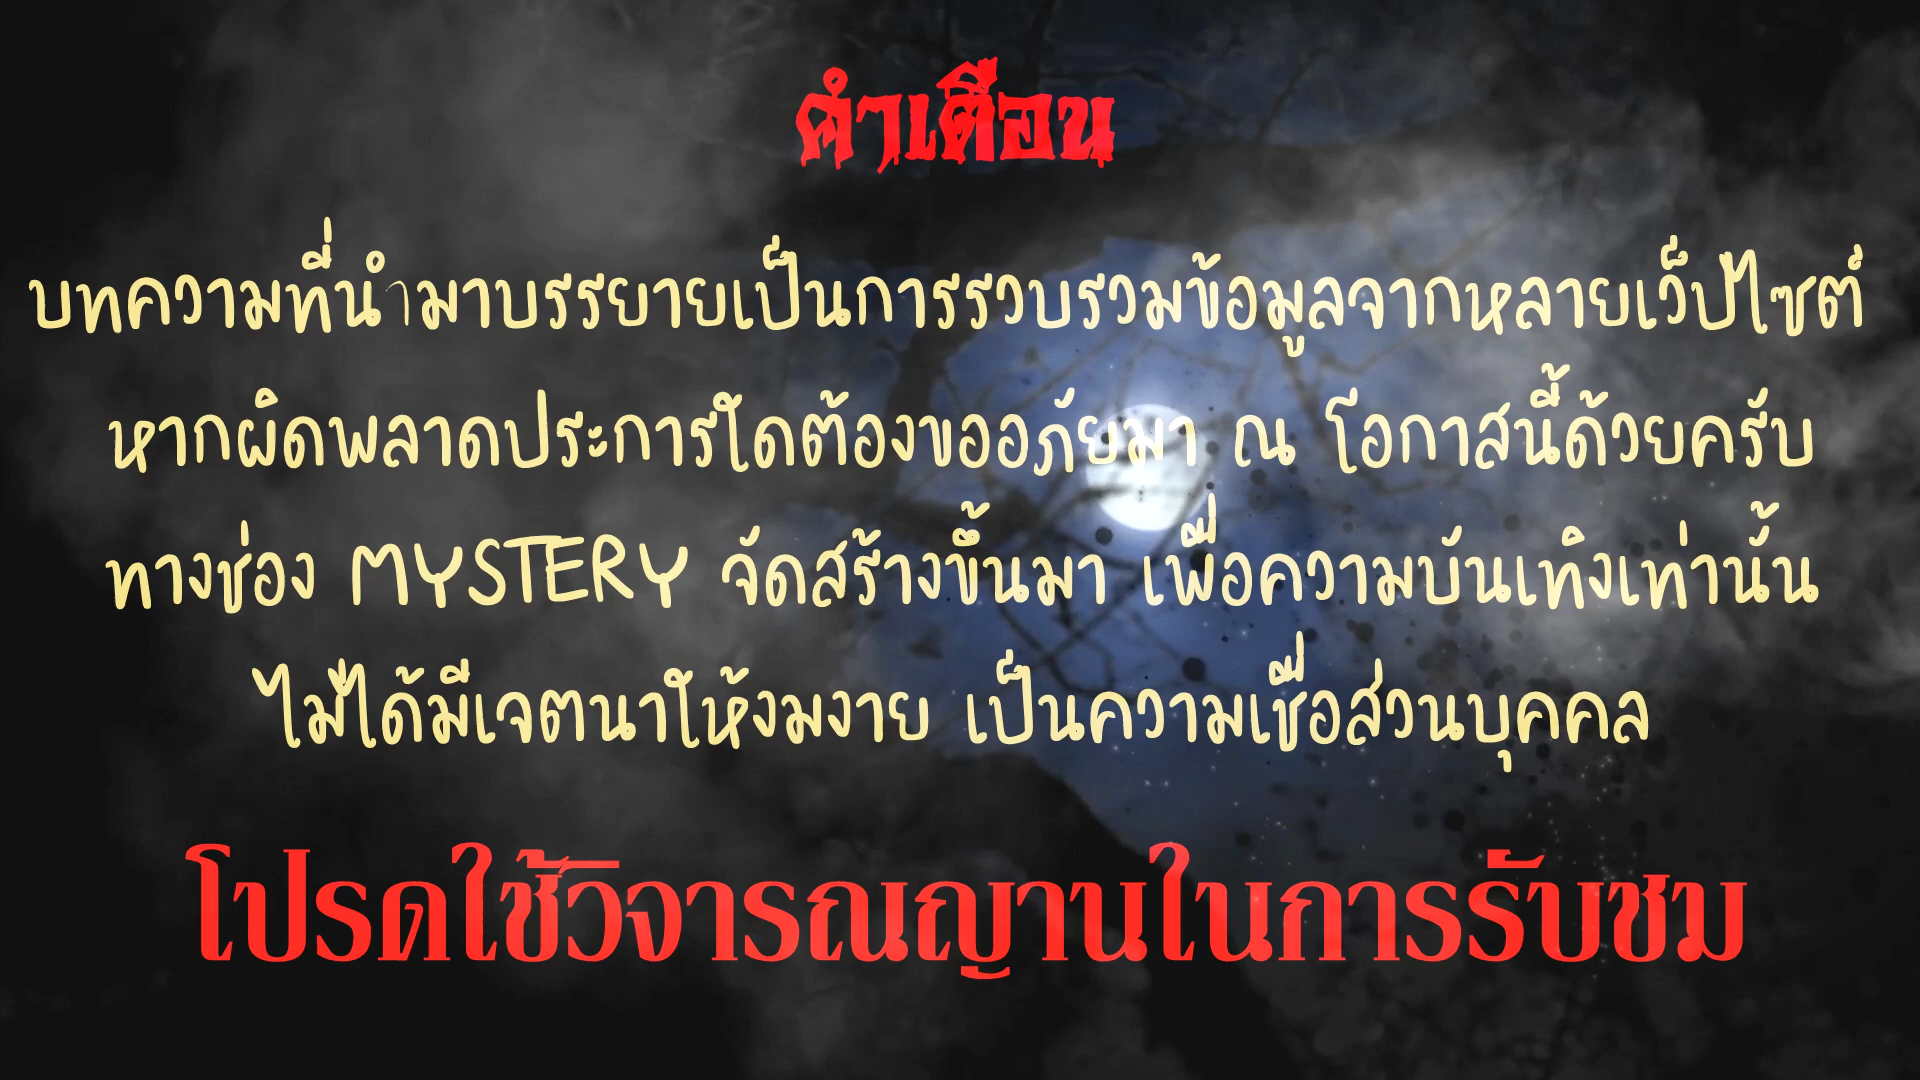 คำเตือน
บทความที่นำมาบรรยายเป็นการรวบรวมข้อมูลจากหลายเว็ปไซต์
หากผิดพลาดประการใดต้องขออภัยมา ณ โอกาสนี้ด้วยครับ
ทางช่อง MYSTERY จัดสร้างขึ้นมา เพื่อความบันเทิงเท่านั้น
ไม่ได้มีเจตนาให้งมงาย เป็นความเชื่อส่วนบุคคล
โปรดใช้วิจารณญานในการรับชม